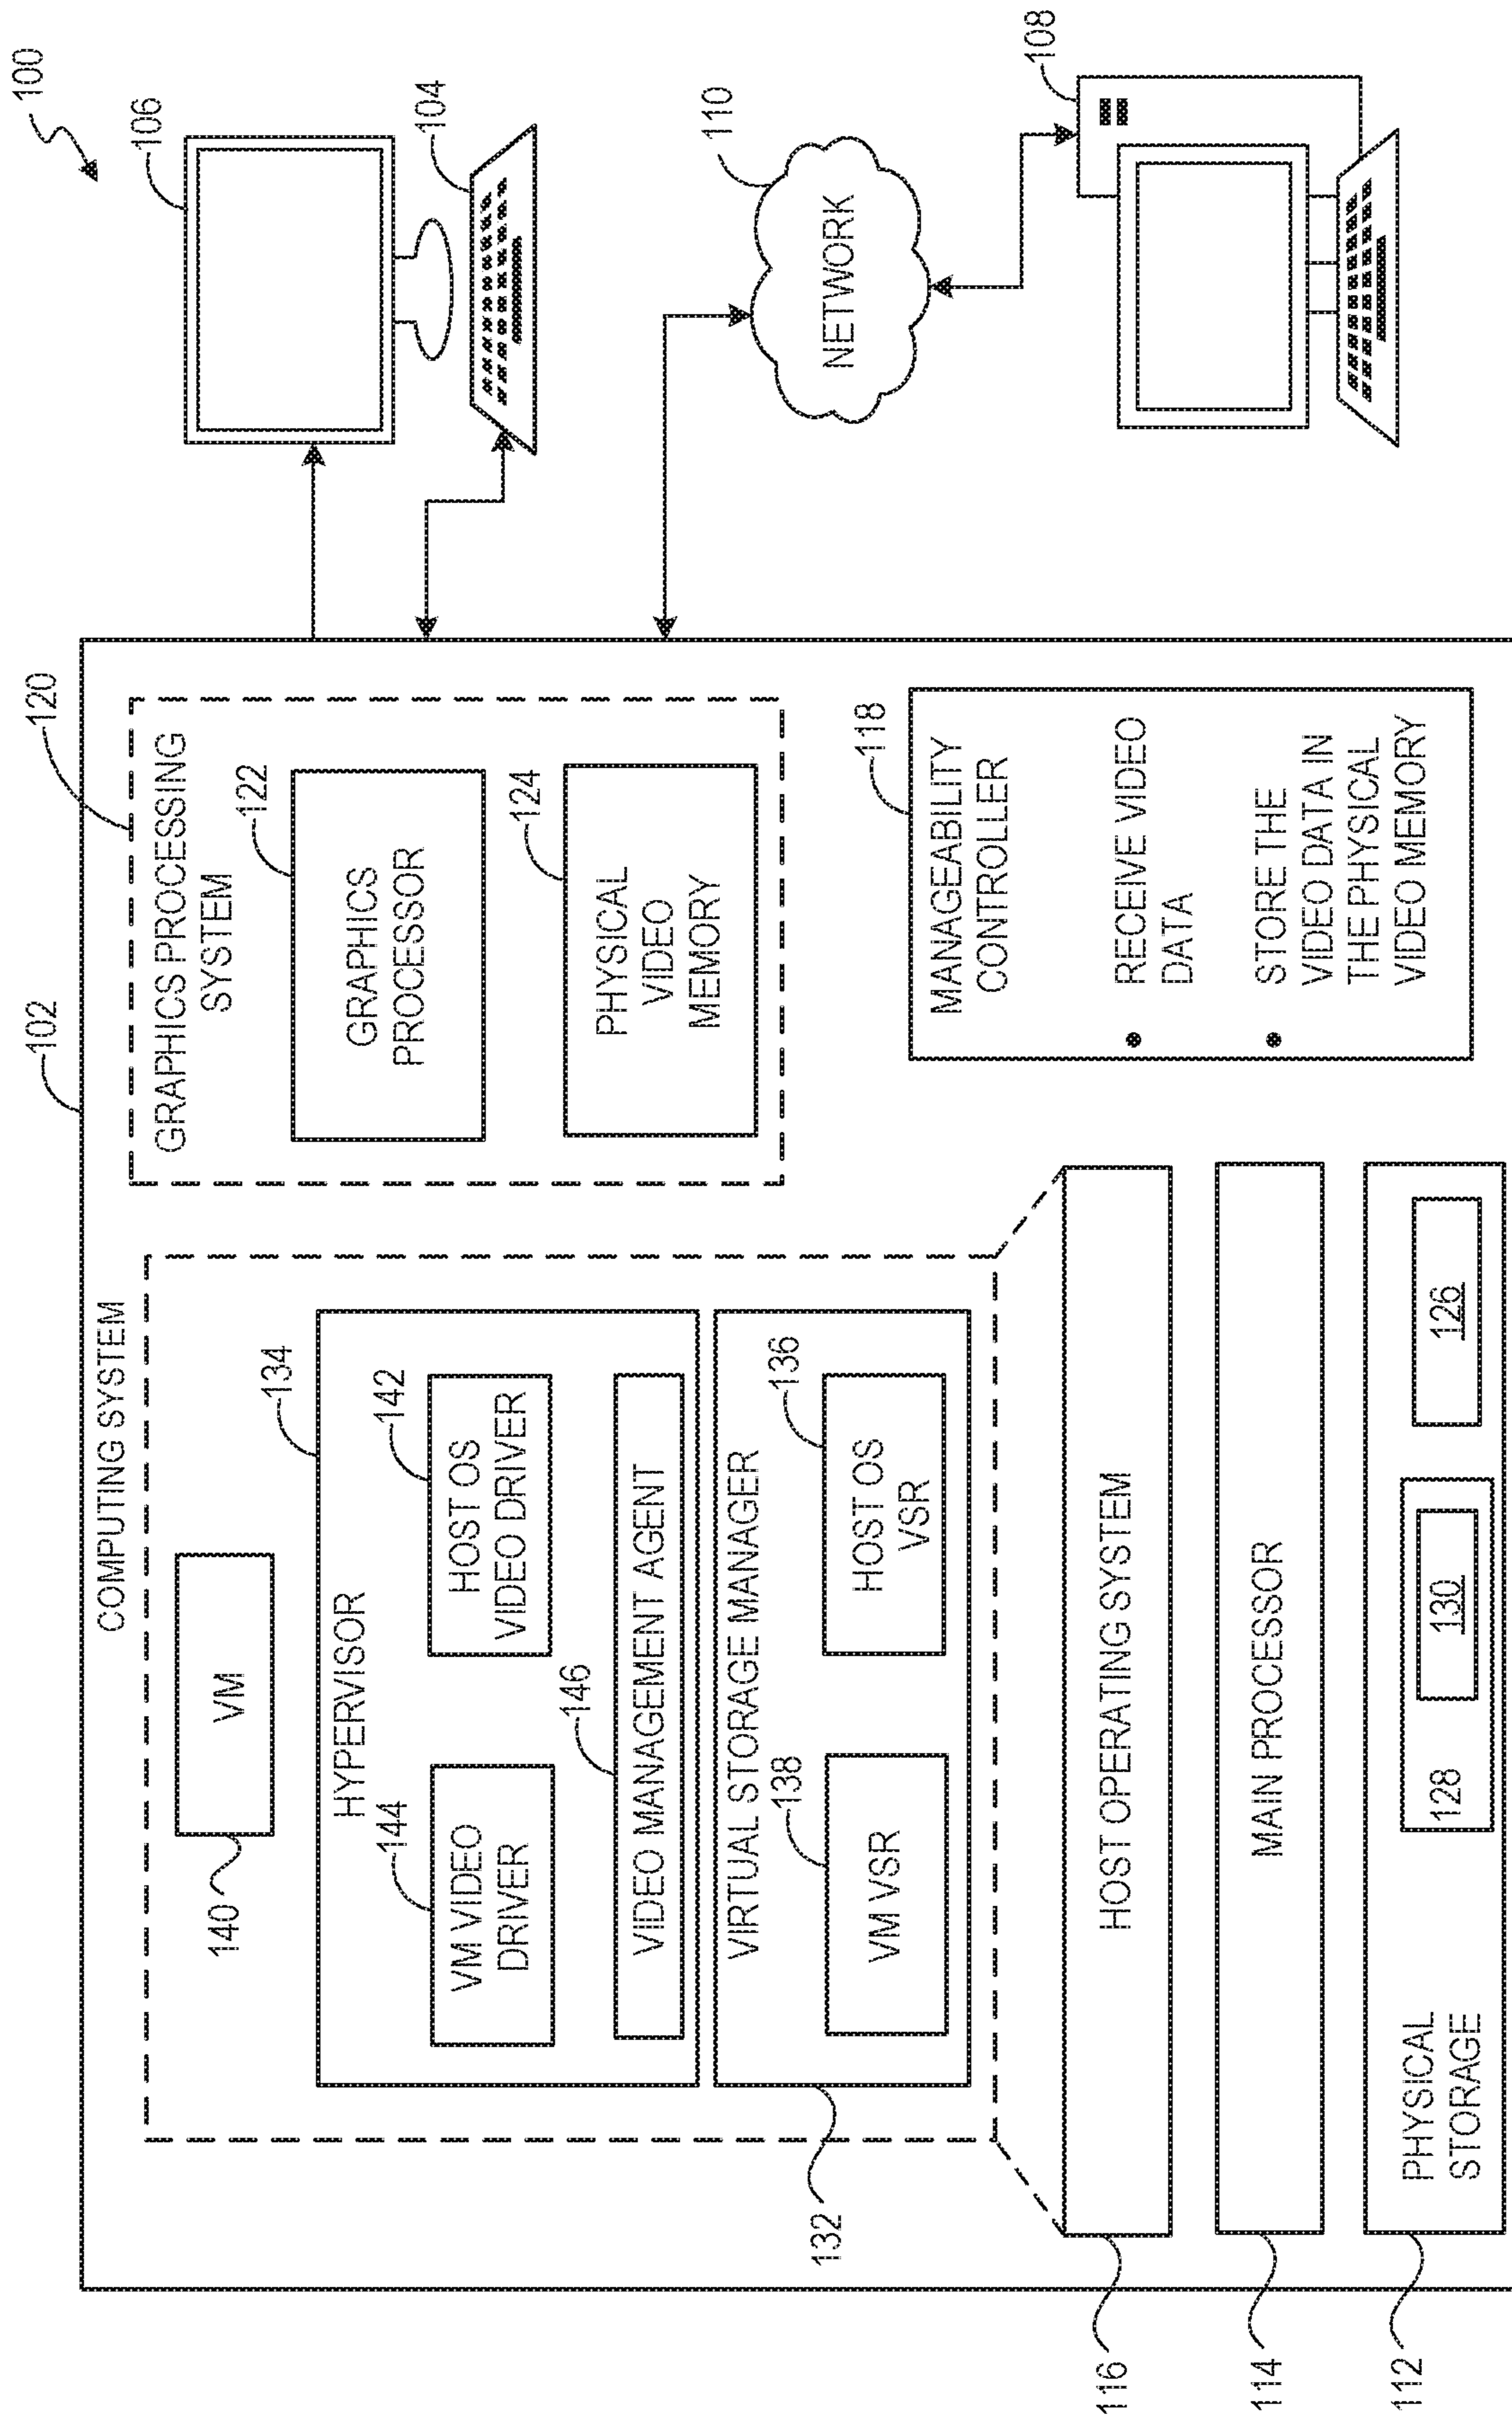 100
102
COMPUTING SYSTEM
120
GRAPHICS PROCESSING
SYSTEM
122
GRAPHICS
PROCESSOR
124
PHYSICAL
VIDEO
MEMORY
106
104
110
NETWORK
108
140
VM
134
HYPERVISOR
144
VM VIDEO
DRIVER
142
HOST OS
VIDEO DRIVER
146
VIDEO MANAGEMENT AGENT
132
VIRTUAL STORAGE MANAGER
138
VM VSR
136
HOST OS
VSR
118
MANAGEABILITY
CONTROLLER
• RECEIVE VIDEO
DATA
• STORE THE
VIDEO DATA IN
THE PHYSICAL
VIDEO MEMORY
116
HOST OPERATING SYSTEM
114
MAIN PROCESSOR
112
PHYSICAL
STORAGE
128
130
126